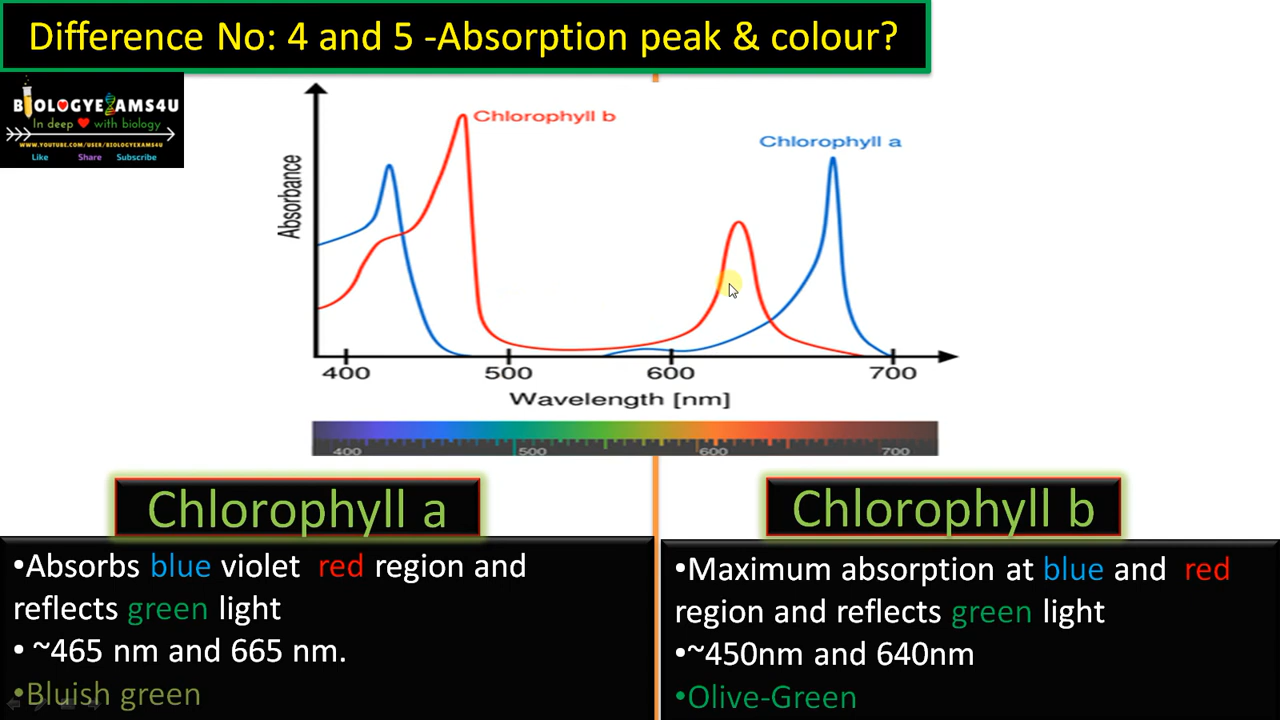 Difference No: 4 and 5 -Absorption peak & colour?
BIOLOGYEXAMS4U
In deep with biology
WWW.YOUTUBE.COM/USER/BIOLOGYEXAMS4U
Like Share Subscribe
Chlorophyll b
Chlorophyll a
Absorbance
400 500 600 700
Wavelength [nm]
400 500 600 700
Chlorophyll a
•Absorbs blue violet red region and
reflects green light
• ~465 nm and 665 nm.
•Bluish green
Chlorophyll b
•Maximum absorption at blue and red
region and reflects green light
•~450nm and 640nm
•Olive-Green